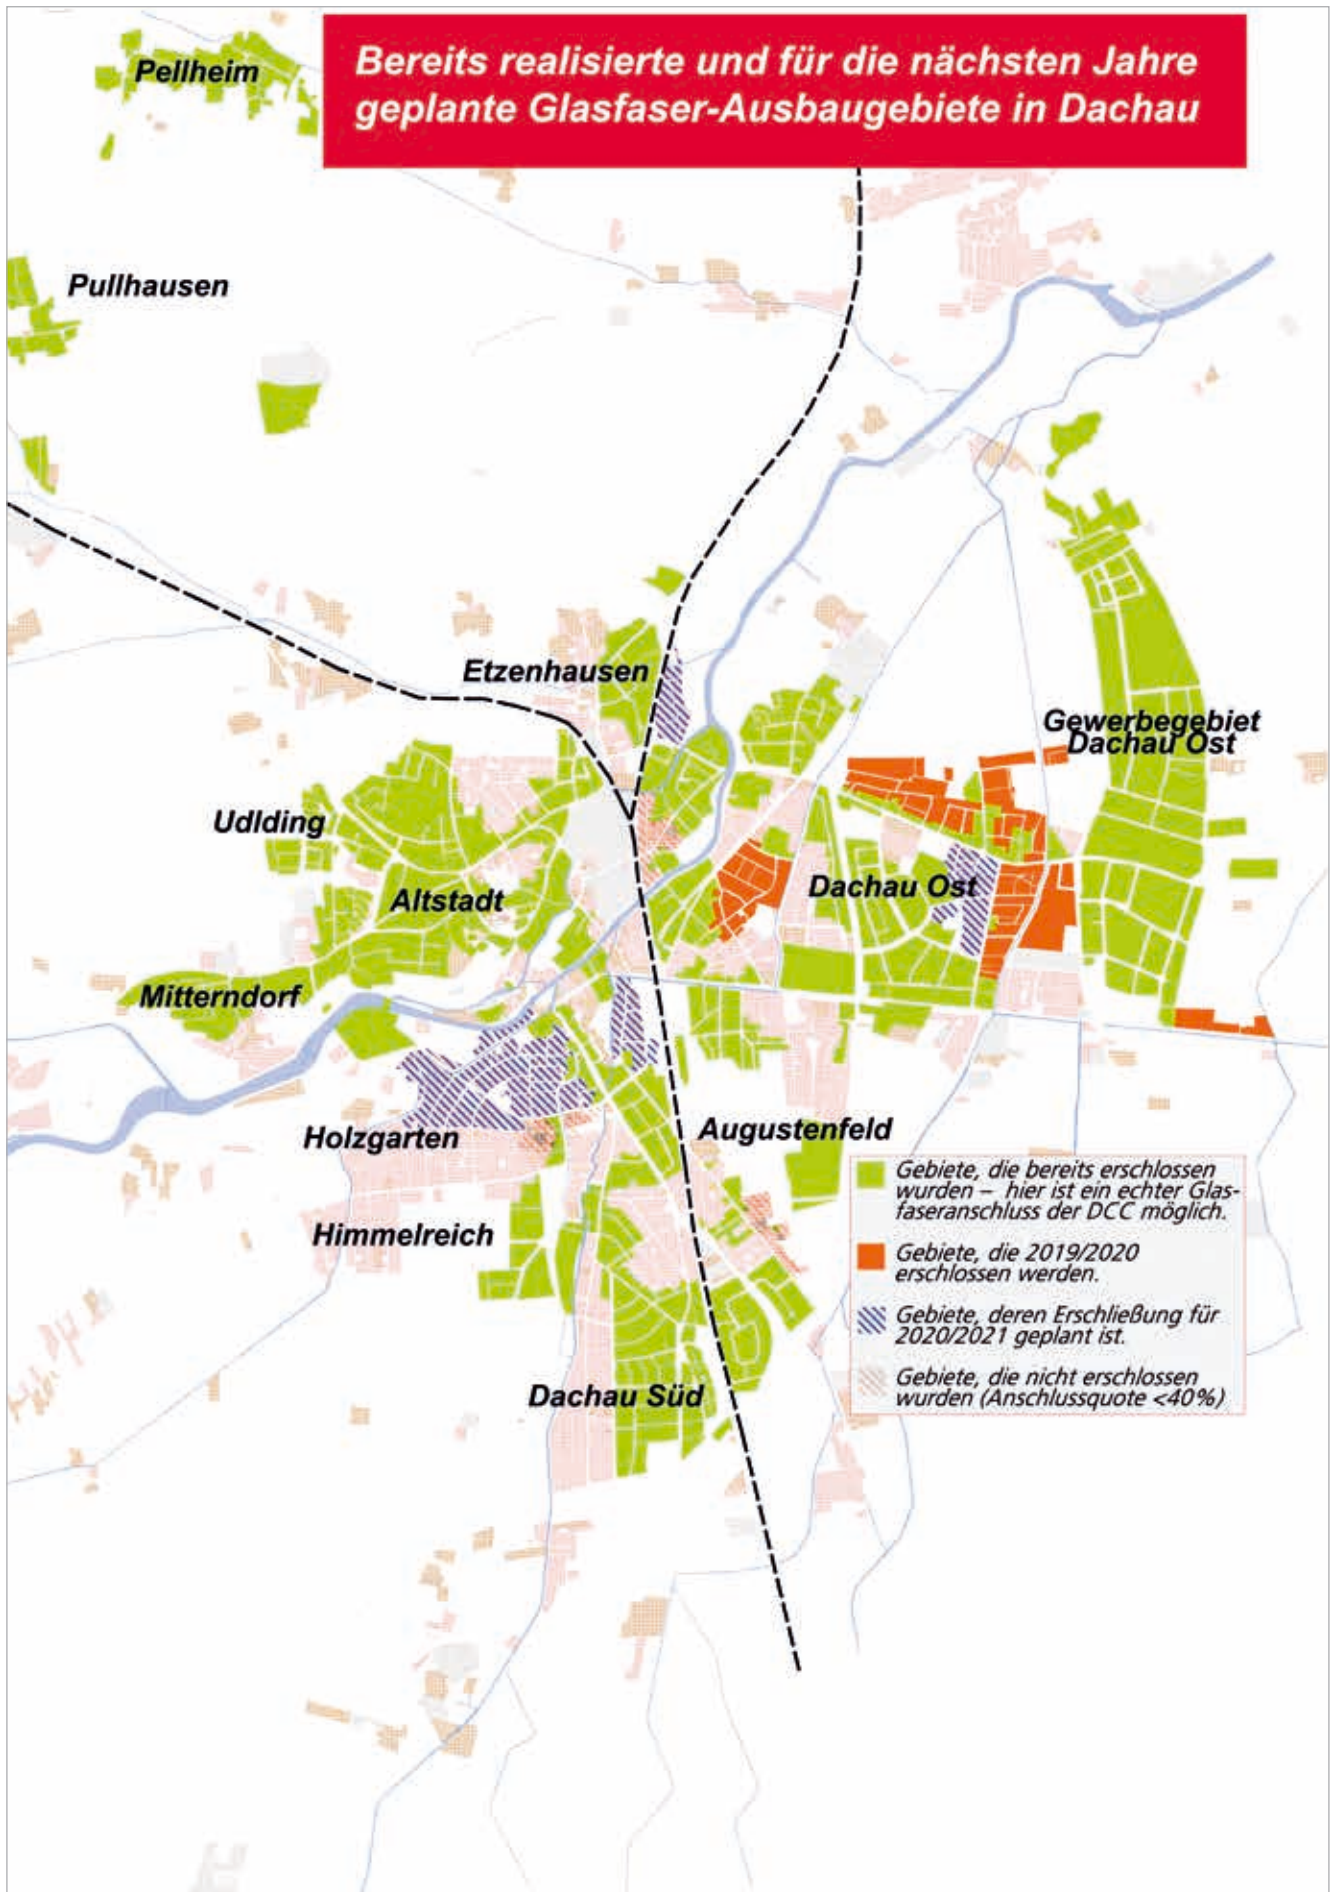 Bereits realisierte und für die nächsten Jahre
geplante Glasfaser-Ausbaugebiete in Dachau
Pellheim
Pullhausen
Etzenhausen
Gewerbegebiet
Dachau Ost
Udlding
Dachau Ost
Altstadt
Mitterndorf
Augustenfeld
Holzgarten
Himmelreich
Dachau Süd
Gebiete, die bereits erschlossen
wurden – hier ist ein echter Glas-
faseranschluss der DCC möglich.
Gebiete, die 2019/2020
erschlossen werden.
Gebiete, deren Erschließung für
2020/2021 geplant ist.
Gebiete, die nicht erschlossen
wurden (Anschlussquote <40%)